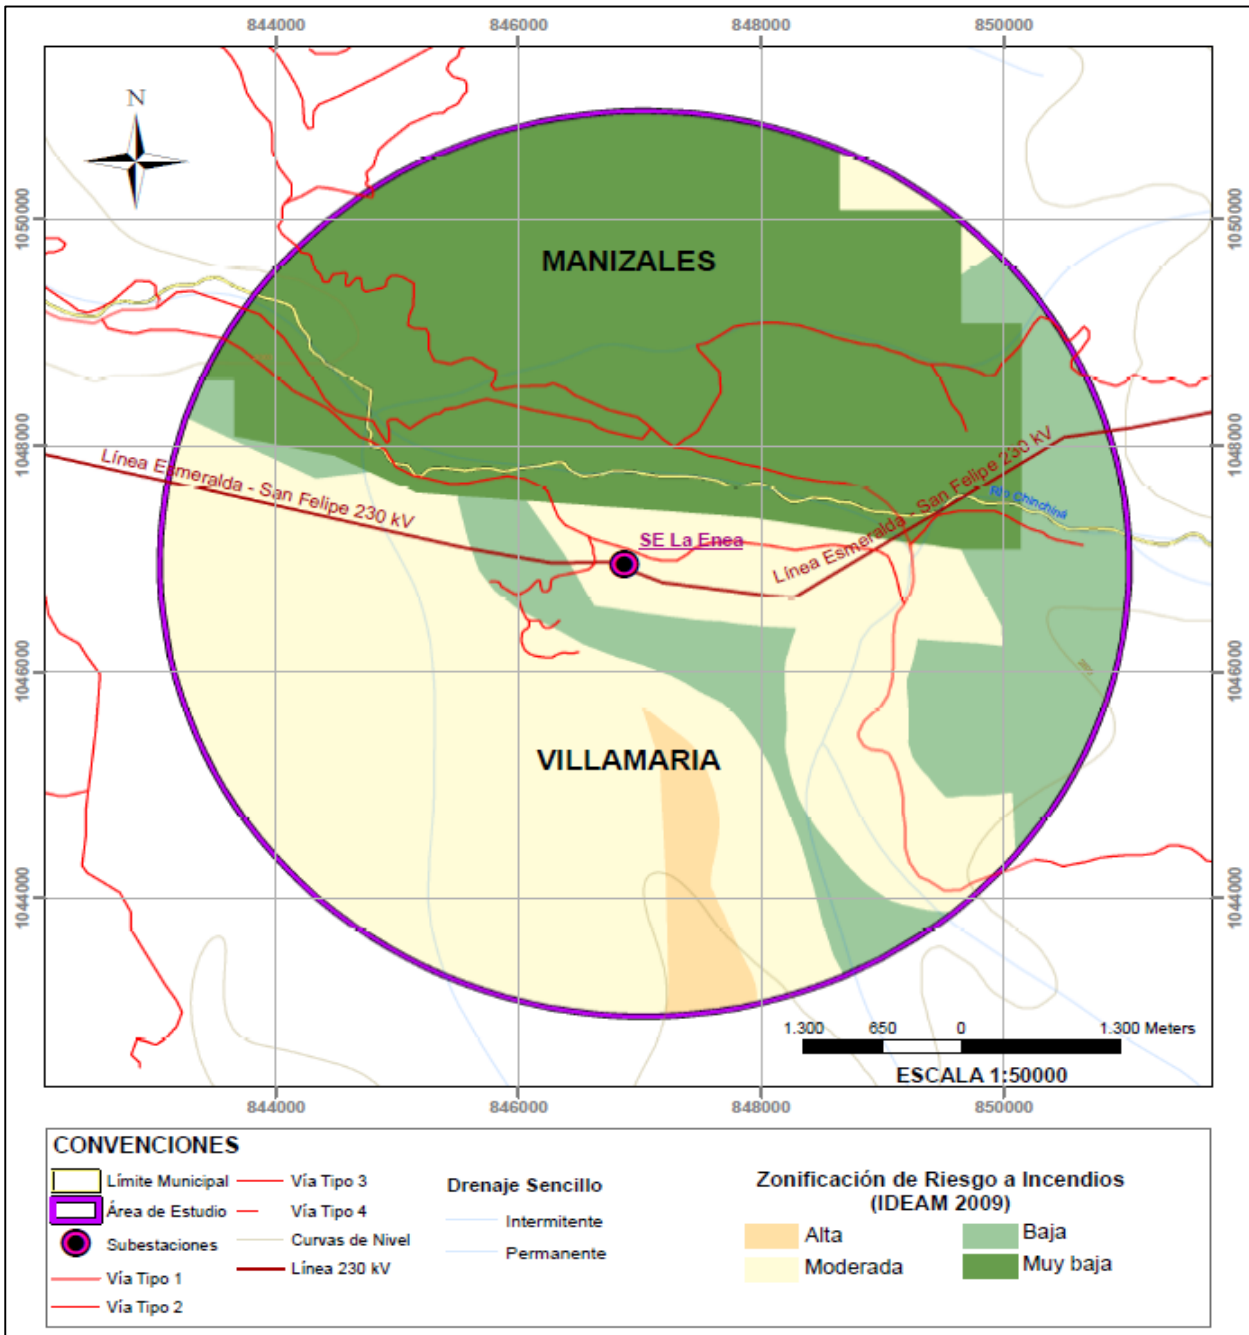 844000 846000 848000 850000
N
1050000 1050000
MANIZALES
1048000 1048000
Línea Esmeralda - San Felipe 230 kV
Línea Esmeralda - San Felipe 230 kV
Río Chinchiná
SE La Enea
1046000 1046000
VILLAMARIA
1044000 1044000
1.300 650 0 1.300 Meters
ESCALA 1:50000
844000 846000 848000 850000
CONVENCIONES
Límite Municipal
Área de Estudio
Subestaciones
Vía Tipo 1
Vía Tipo 2
Vía Tipo 3
Vía Tipo 4
Curvas de Nivel
Línea 230 kV
Drenaje Sencillo
Intermitente
Permanente
Zonificación de Riesgo a Incendios
(IDEAM 2009)
Alta
Moderada
Baja
Muy baja